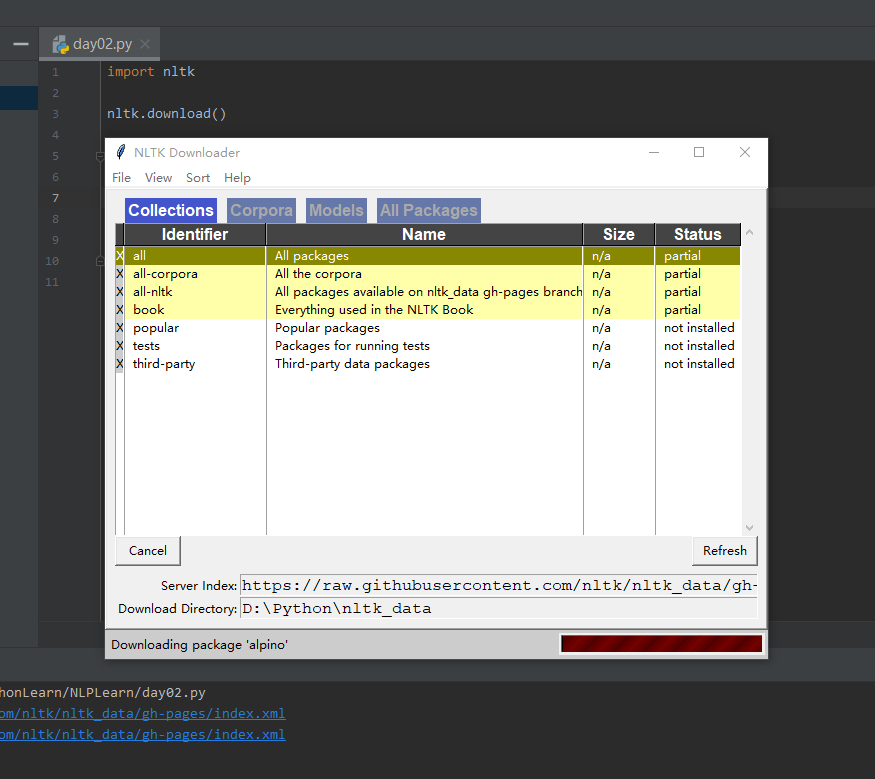 day02.py
1 import nltk
2
3 nltk.download()
4
5
6
7
8
9
10
11
NLTK Downloader
File View Sort Help
Collections Corpora Models All Packages
Identifier Name Size Status
X all All packages n/a partial
X all-corpora All the corpora n/a partial
X all-nltk All packages available on nltk_data gh-pages branch n/a partial
X book Everything used in the NLTK Book n/a partial
X popular Popular packages n/a not installed
X tests Packages for running tests n/a not installed
X third-party Third-party data packages n/a not installed
Cancel Refresh
Server Index: https://raw.githubusercontent.com/nltk/nltk_data/gh-
Download Directory: D:\Python\nltk_data
Downloading package 'alpino'
honLearn/NLPLearn/day02.py
om/nltk/nltk_data/gh-pages/index.xml
om/nltk/nltk_data/gh-pages/index.xml